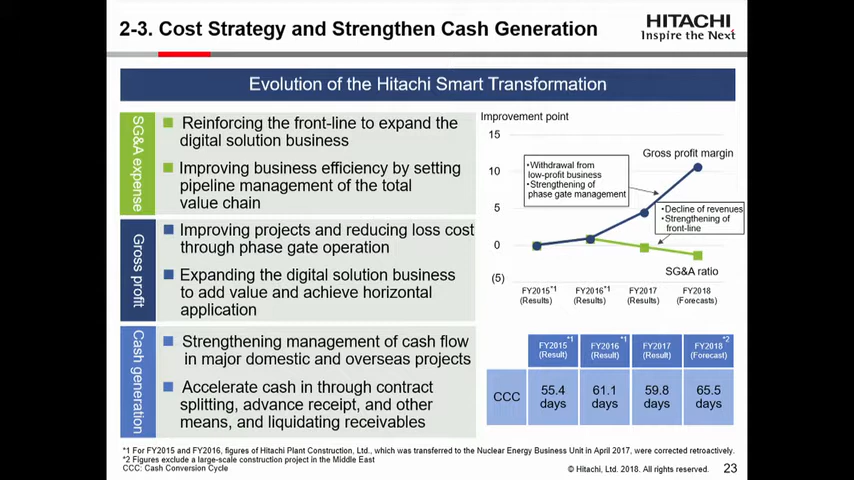 2-3. Cost Strategy and Strengthen Cash Generation
HITACHI
Inspire the Next
Evolution of the Hitachi Smart Transformation
SG&A expense
Reinforcing the front-line to expand the
digital solution business
Improving business efficiency by setting
pipeline management of the total
value chain
Gross profit
Improving projects and reducing loss cost
through phase gate operation
Expanding the digital solution business
to add value and achieve horizontal
application
Cash generation
Strengthening management of cash flow
in major domestic and overseas projects
Accelerate cash in through contract
splitting, advance receipt, and other
means, and liquidating receivables
Improvement point
15
10
5
0
(5)
Gross profit margin
•Withdrawal from
low-profit business
•Strengthening of
phase gate management
•Decline of revenues
•Strengthening of
front-line
SG&A ratio
FY2015*1 FY2016*1 FY2017 FY2018
(Results) (Results) (Results) (Forecasts)
FY2015*1 FY2016*1 FY2017 FY2018*2
(Result) (Result) (Result) (Forecast)
CCC 55.4 61.1 59.8 65.5
days days days days
*1 For FY2015 and FY2016, figures of Hitachi Plant Construction, Ltd., which was transferred to the Nuclear Energy Business Unit in April 2017, were corrected retroactively.
*2 Figures exclude a large-scale construction project in the Middle East
CCC: Cash Conversion Cycle
© Hitachi, Ltd. 2018. All rights reserved. 23